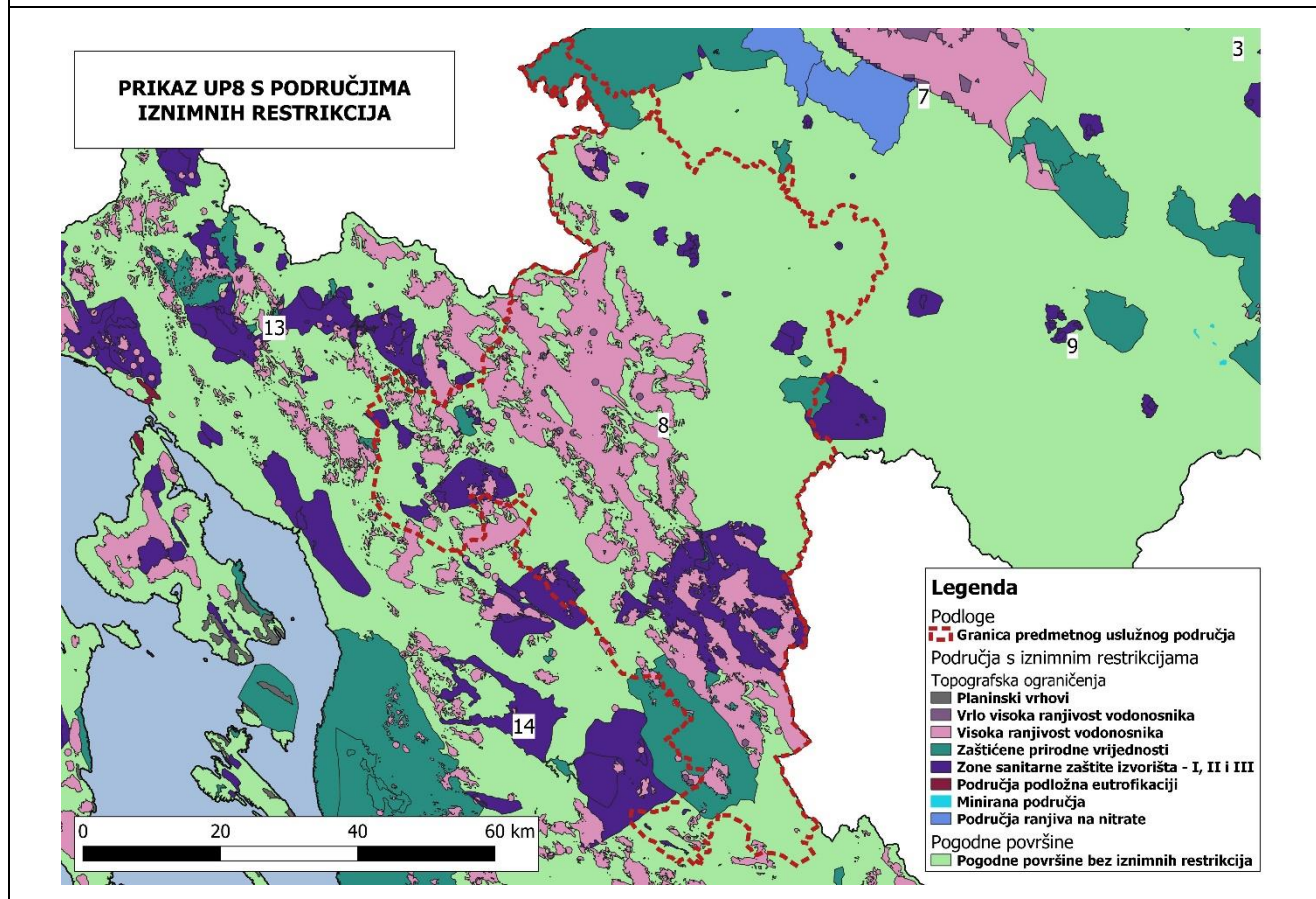 PRIKAZ UP8 S PODRUČJIMA
IZNIMNIH RESTRIKCIJA
3
7
13
9
8
14
Legenda
Podloge
Granica predmetnog uslužnog područja
Područja s iznimnim restrikcijama
Topografska ograničenja
Planinski vrhovi
Vrlo visoka ranjivost vodonosnika
Visoka ranjivost vodonosnika
Zaštićene prirodne vrijednosti
Zone sanitarne zaštite izvorišta - I, II i III
Područja podložna eutrofikaciji
Minirana područja
Područja ranjiva na nitrate
Pogodne površine
Pogodne površine bez iznimnih restrikcija
0 20 40 60 km